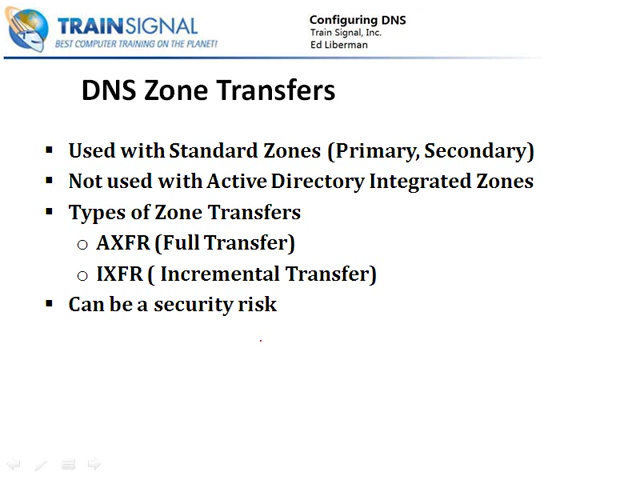 TRAINSIGNAL
BEST COMPUTER TRAINING ON THE PLANET!
Configuring DNS
Train Signal, Inc.
Ed Liberman
DNS Zone Transfers
▪ Used with Standard Zones (Primary, Secondary)
▪ Not used with Active Directory Integrated Zones
▪ Types of Zone Transfers
o AXFR (Full Transfer)
o IXFR ( Incremental Transfer)
▪ Can be a security risk